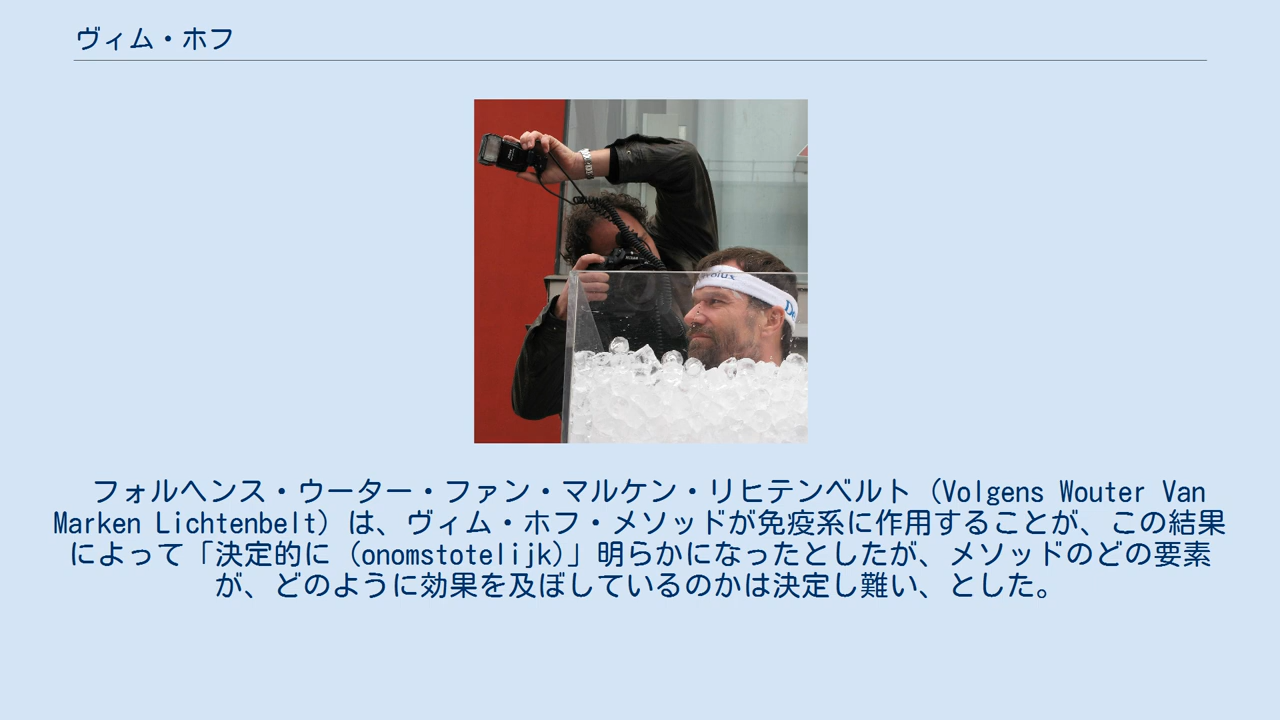 ヴィム・ホフ
フォルヘンス・ウーター・ファン・マルケン・リヒテンベルト (Volgens Wouter Van
Marken Lichtenbelt) は、ヴィム・ホフ・メソッドが免疫系に作用することが、この結果
によって「決定的に (onomstotelijk)」明らかになったとしたが、メソッドのどの要素
が、どのように効果を及ぼしているのかは決定し難い、とした。